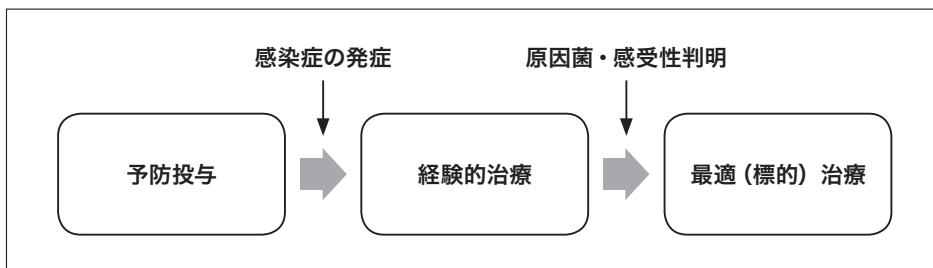 感染症の発症
原因菌・感受性判明
予防投与
経験的治療
最適（標的）治療